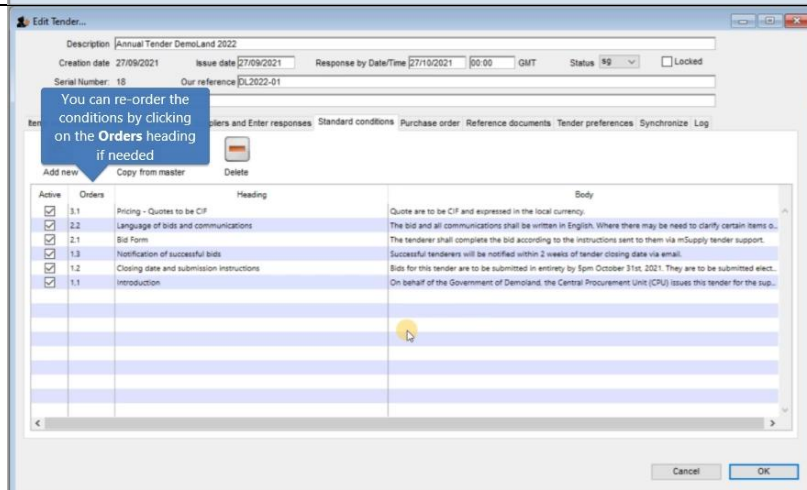 Edit Tender...
Description Annual Tender DemoLand 2022
Creation date 27/09/2021 Issue date 27/09/2021 Response by Date/Time 27/10/2021 00:00 GMT Status sg Locked
Serial Number: 18 Our reference DL2022-01
You can re-order the
conditions by clicking
on the Orders heading
if needed
and Enter responses Standard conditions Purchase order Reference documents Tender preferences Synchronize Log
Add new Copy from master Delete
Active Orders Heading Body
3.1 Pricing - Quotes to be CIF Quote are to be CIF and expressed in the local currency.
2.2 Language of bids and communications The bid and all communications shall be written in English. Where there may be need to clarify certain items o..
2.1 Bid Form The tenderer shall complete the bid according to the instructions sent to them via mSupply tender support.
1.3 Notification of successful bids Successful tenderers will be notified within 2 weeks of tender closing date via email.
1.2 Closing date and submission instructions Bids for this tender are to be submitted in entirety by 5pm October 31st, 2021. They are to be submitted elect..
1.1 Introduction On behalf of the Government of Demoland, the Central Procurement Unit (CPU) issues this tender for the sup..
Cancel OK